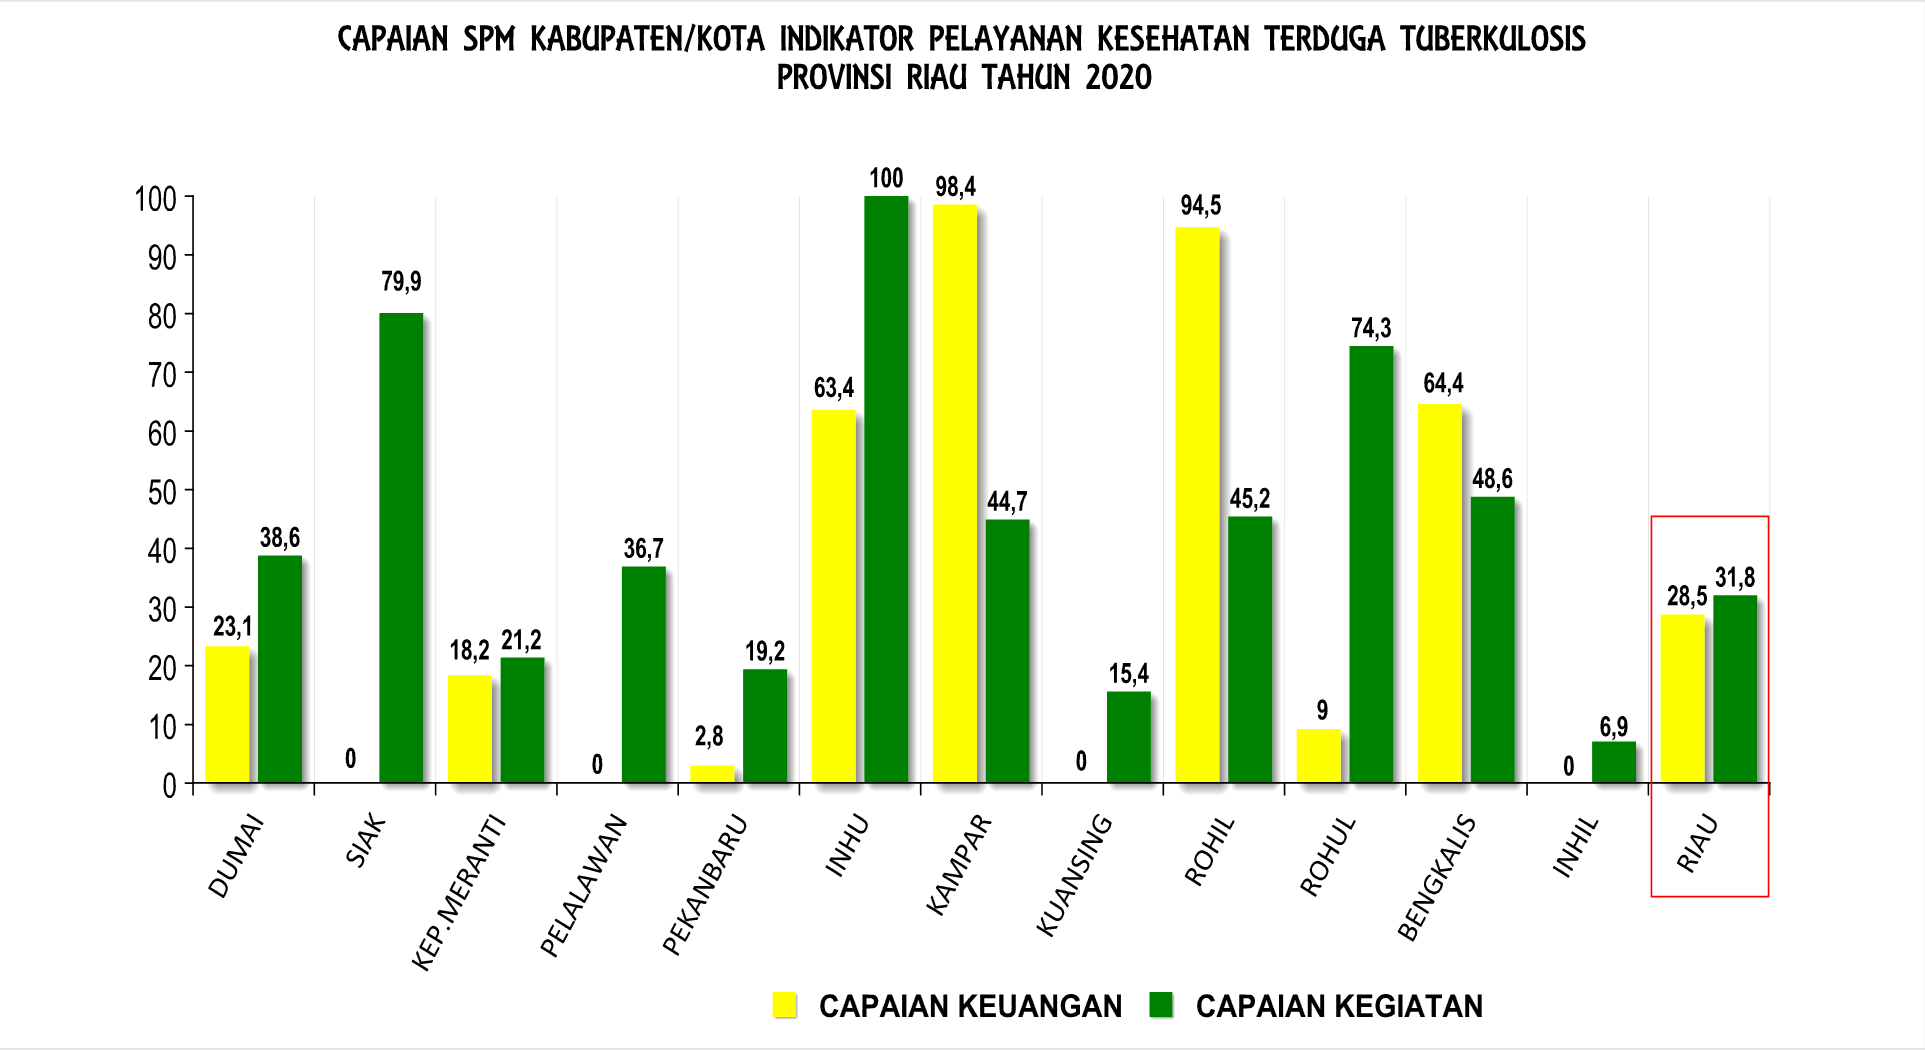 CAPAIAN SPM KABUPATEN/KOTA INDIKATOR PELAYANAN KESEHATAN TERDUGA TUBERKULOSIS
PROVINSI RIAU TAHUN 2020
100
90
80
70
60
50
40
30
20
10
0
23,1
38,6
0
79,9
18,2
21,2
0
36,7
2,8
19,2
63,4
100
98,4
44,7
0
15,4
94,5
45,2
9
74,3
64,4
48,6
0
6,9
28,5
31,8
DUMAI
SIAK
KEP.MERANTI
PELALAWAN
PEKANBARU
INHU
KAMPAR
KUANSING
ROHIL
ROHUL
BENGKALIS
INHIL
RIAU
CAPAIAN KEUANGAN
CAPAIAN KEGIATAN